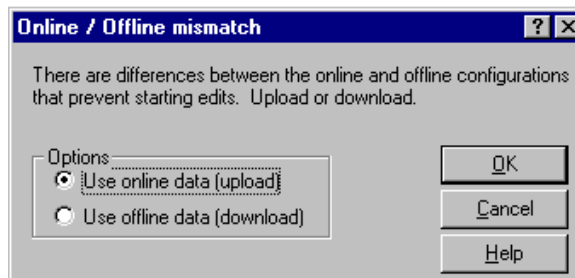 Online / Offline mismatch
There are differences between the online and offline configurations
that prevent starting edits.  Upload or download.
Options
Use online data (upload)
Use offline data (download)
OK
Cancel
Help